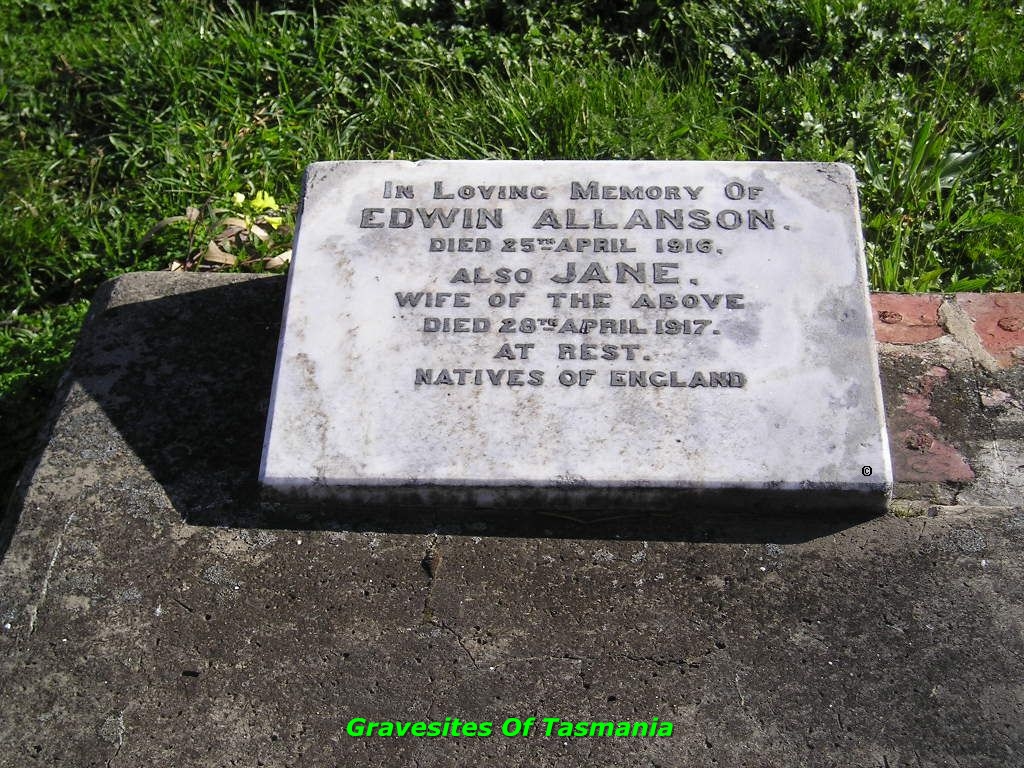 In Loving Memory Of
EDWIN ALLANSON.
DIED 25TH APRIL 1916.
ALSO JANE.
WIFE OF THE ABOVE
DIED 28TH APRIL 1917.
AT REST.
NATIVES OF ENGLAND
©
Gravesites Of Tasmania